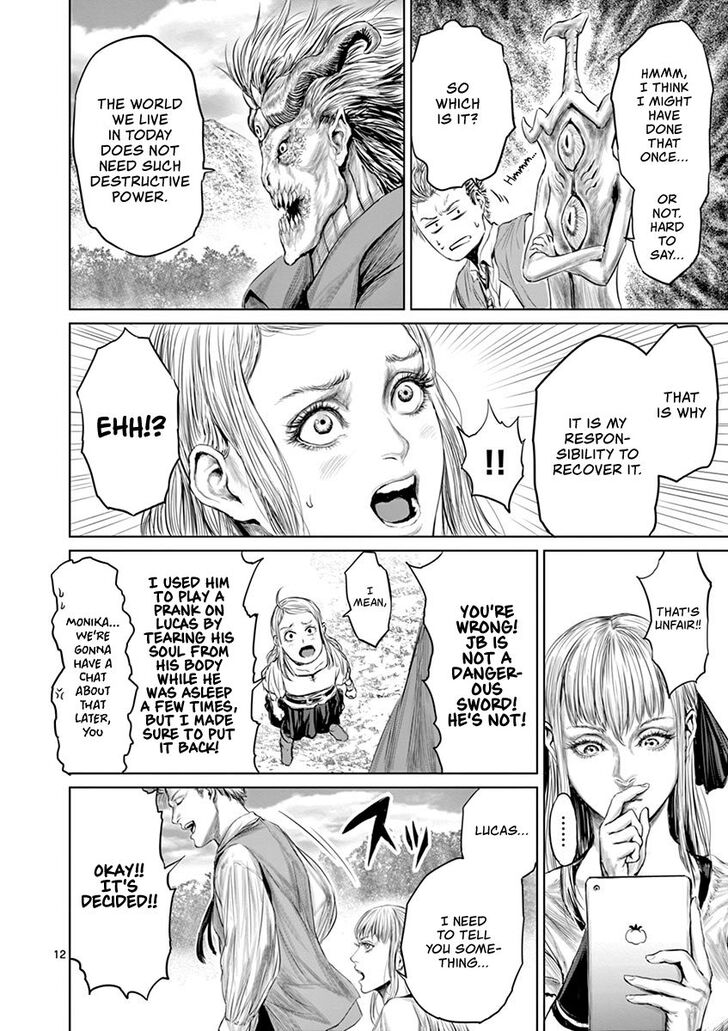 HMMM,
I THINK
I MIGHT
HAVE
DONE
THAT
ONCE...
OR
NOT.
HARD
TO
SAY...
SO
WHICH
IS IT?
Hmmm...
THE WORLD
WE LIVE
IN TODAY
DOES NOT
NEED SUCH
DESTRUCTIVE
POWER.
THAT
IS WHY
IT IS MY
RESPON-
SIBILITY TO
RECOVER IT.
!!
EHH!?
THAT'S
UNFAIR!!
......
YOU'RE
WRONG!
JB IS
NOT A
DANGER-
OUS
SWORD!
HE'S NOT!
I
MEAN,
I USED HIM
TO PLAY A
PRANK ON
LUCAS BY
TEARING HIS
SOUL FROM
HIS BODY
WHILE HE
WAS ASLEEP
A FEW TIMES,
BUT I MADE
SURE TO PUT
IT BACK!
MONIKA...
WE'RE
GONNA
HAVE A
CHAT
ABOUT
THAT
LATER,
YOU
LUCAS...
I NEED
TO TELL
YOU SOME-
THING...
スッ
OKAY!!
IT'S
DECIDED!!
12